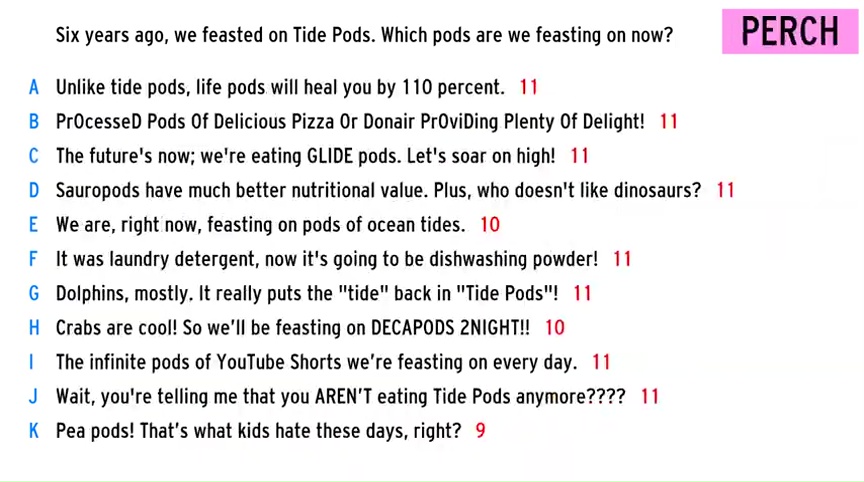 Six years ago, we feasted on Tide Pods. Which pods are we feasting on now?
PERCH
A Unlike tide pods, life pods will heal you by 110 percent. 11
B PrOcesseD Pods Of Delicious Pizza Or Donair PrOviDing Plenty Of Delight! 11
C The future's now; we're eating GLIDE pods. Let's soar on high! 11
D Sauropods have much better nutritional value. Plus, who doesn't like dinosaurs? 11
E We are, right now, feasting on pods of ocean tides. 10
F It was laundry detergent, now it's going to be dishwashing powder! 11
G Dolphins, mostly. It really puts the "tide" back in "Tide Pods"! 11
H Crabs are cool! So we’ll be feasting on DECAPODS 2NIGHT!! 10
I The infinite pods of YouTube Shorts we’re feasting on every day. 11
J Wait, you're telling me that you AREN’T eating Tide Pods anymore???? 11
K Pea pods! That’s what kids hate these days, right? 9